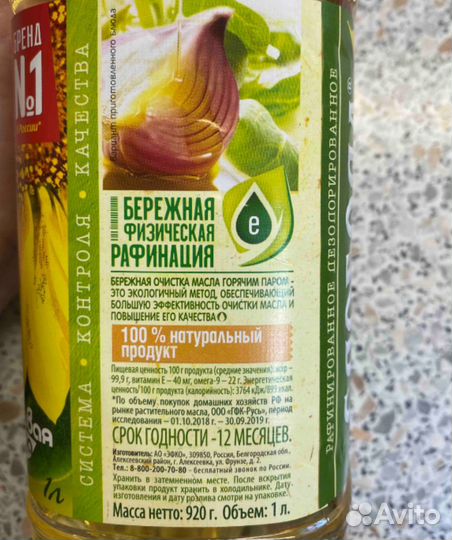 БРЕНД
№1
России*
СИСТЕМА · КОНТРОЛЯ · КАЧЕСТВА
Вариант приготовленного блюда
е
БЕРЕЖНАЯ
ФИЗИЧЕСКАЯ
РАФИНАЦИЯ
БЕРЕЖНАЯ ОЧИСТКА МАСЛА ГОРЯЧИМ ПАРОМ -
ЭТО ЭКОЛОГИЧНЫЙ МЕТОД, ОБЕСПЕЧИВАЮЩИЙ
БОЛЬШУЮ ЭФФЕКТИВНОСТЬ ОЧИСТКИ МАСЛА И
ПОВЫШЕНИЕ ЕГО КАЧЕСТВА
100 % натуральный
продукт
Пищевая ценность 100 г продукта (средние значения): жир –
99,9 г, витамин Е – 40 мг, омега-9 – 22 г. Энергетическая
ценность/ 100 г продукта (калорийность): 3764 кДж/899 ккал.
*По объему, покупок домашних хозяйств РФ на
рынке растительного масла, ООО «ГФК-Русь», период
исследования – 01.10.2018 г. – 30.09.2019 г.
СРОК ГОДНОСТИ -12 МЕСЯЦЕВ.
Изготовитель: АО «ЭФКО», 309850, Россия, Белгородская обл.,
Алексеевский район, г. Алексеевка, ул. Фрунзе, д. 2.
Тел.: 8-800-200-70-80 – бесплатный звонок по России.
Хранить в затемненном месте. После вскрытия
упаковки продукт хранить в холодильнике. Дату
изготовления и дату розлива смотри на упаковке.
Масса нетто: 920 г. Объем: 1 л.
1л
РАФИНИРОВАННОЕ ДЕЗОДОРИРОВАННОЕ
Avito